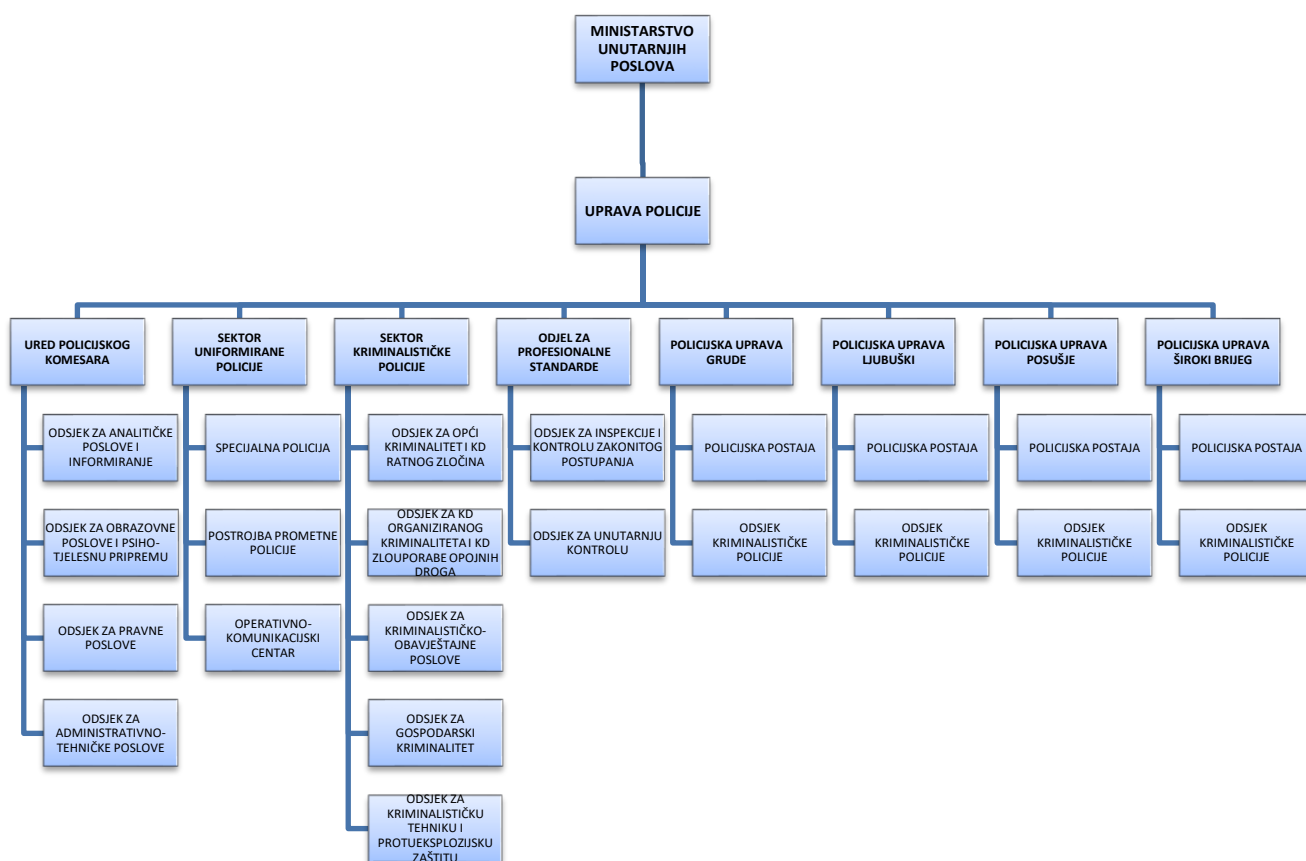 MINISTARSTVO
UNUTARNJIH
POSLOVA
UPRAVA POLICIJE
URED POLICIJSKOG
KOMESARA
ODSJEK ZA ANALITIČKE
POSLOVE I
INFORMIRANJE
ODSJEK ZA OBRAZOVNE
POSLOVE I PSIHO-
TJELESNU PRIPREMU
ODSJEK ZA PRAVNE
POSLOVE
ODSJEK ZA
ADMINISTRATIVNO-
TEHNIČKE POSLOVE
SEKTOR
UNIFORMIRANE
POLICIJE
SPECIJALNA POLICIJA
POSTROJBA PROMETNE
POLICIJE
OPERATIVNO-
KOMUNIKACIJSKI
CENTAR
SEKTOR
KRIMINALISTIČKE
POLICIJE
ODSJEK ZA OPĆI
KRIMINALITET I KD
RATNOG ZLOČINA
ODSJEK ZA KD
ORGANIZIRANOG
KRIMINALITETA I KD
ZLOUPORABE OPOJNIH
DROGA
ODSJEK ZA
KRIMINALISTIČKO-
OBAVJEŠTAJNE
POSLOVE
ODSJEK ZA
GOSPODARSKI
KRIMINALITET
ODSJEK ZA
KRIMINALISTIČKU
TEHNIKU I
PROTUEKSPLOZIJSKU
ZAŠTITU
ODJEL ZA
PROFESIONALNE
STANDARDE
ODSJEK ZA INSPEKCIJE I
KONTROLU ZAKONITOG
POSTUPANJA
ODSJEK ZA UNUTARNJU
KONTROLU
POLICIJSKA UPRAVA
GRUDE
POLICIJSKA POSTAJA
ODSJEK
KRIMINALISTIČKE
POLICIJE
POLICIJSKA UPRAVA
LJUBUŠKI
POLICIJSKA POSTAJA
ODSJEK
KRIMINALISTIČKE
POLICIJE
POLICIJSKA UPRAVA
POSUŠJE
POLICIJSKA POSTAJA
ODSJEK
KRIMINALISTIČKE
POLICIJE
POLICIJSKA UPRAVA
ŠIROKI BRIJEG
POLICIJSKA POSTAJA
ODSJEK
KRIMINALISTIČKE
POLICIJE